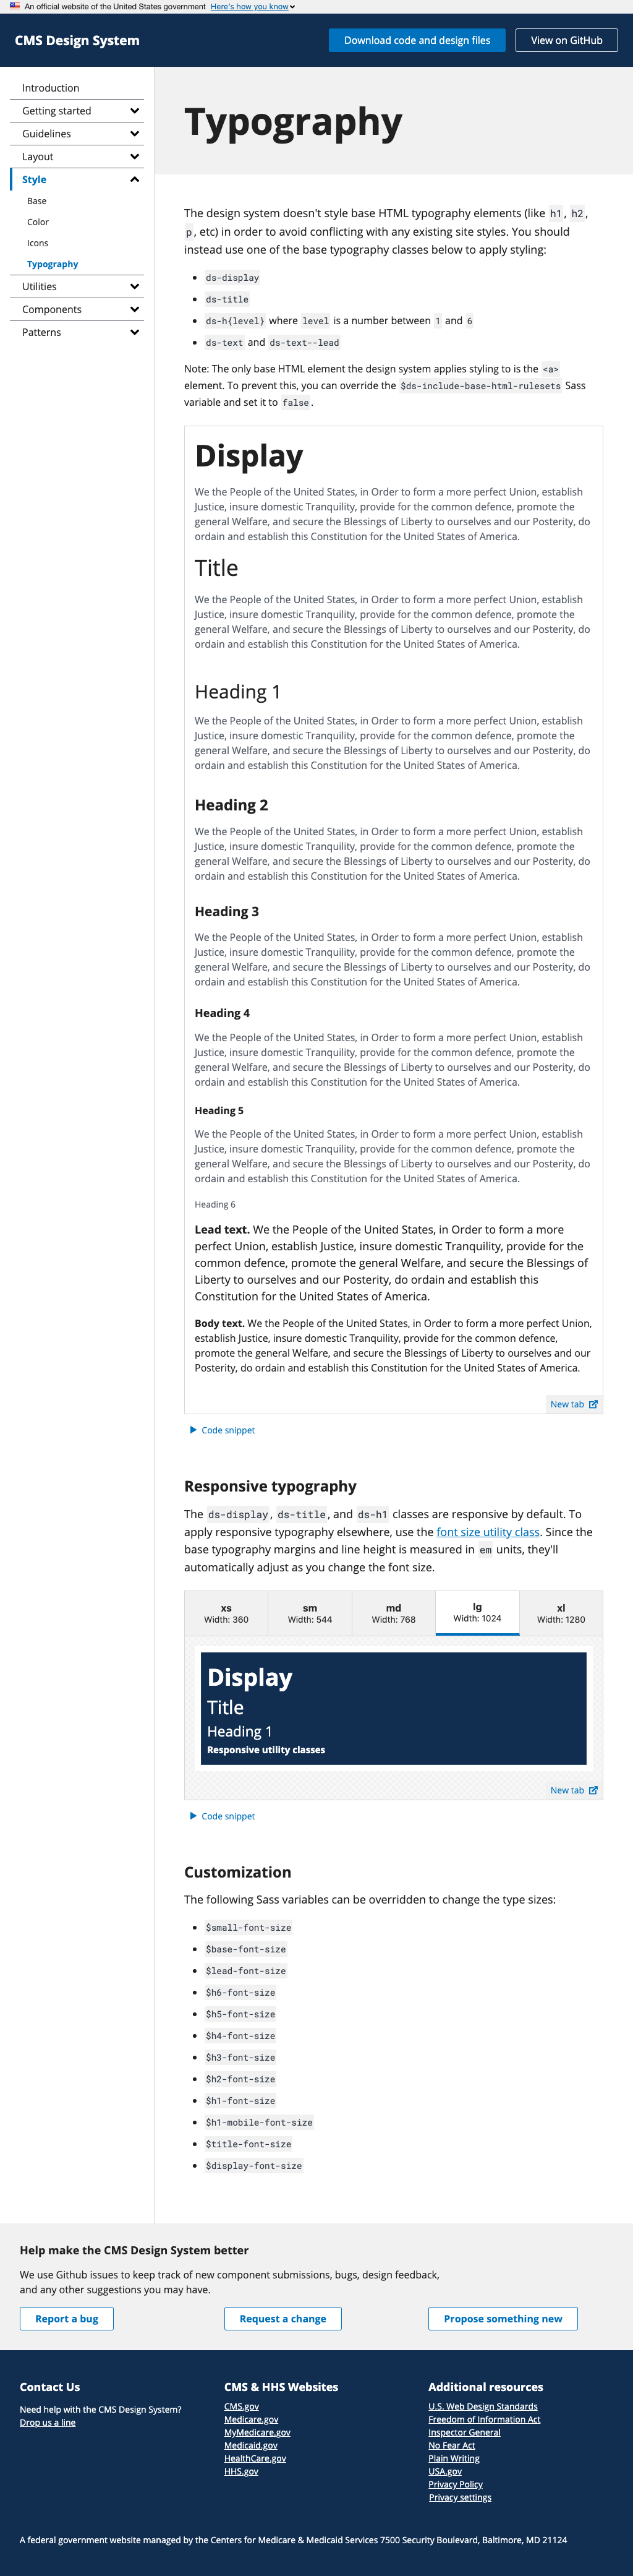 An official website of the United States government Here's how you know
CMS Design System
Download code and design files
View on GitHub
Introduction
Getting started
Guidelines
Layout
Style
Base
Color
Icons
Typography
Utilities
Components
Patterns
Typography
The design system doesn't style base HTML typography elements (like h1, h2,
p, etc) in order to avoid conflicting with any existing site styles. You should
instead use one of the base typography classes below to apply styling:
ds-display
ds-title
ds-h{level} where level is a number between 1 and 6
ds-text and ds-text--lead
Note: The only base HTML element the design system applies styling to is the <a>
element. To prevent this, you can override the $ds-include-base-html-rulesets Sass
variable and set it to false.
Display
We the People of the United States, in Order to form a more perfect Union, establish
Justice, insure domestic Tranquility, provide for the common defence, promote the
general Welfare, and secure the Blessings of Liberty to ourselves and our Posterity, do
ordain and establish this Constitution for the United States of America.
Title
We the People of the United States, in Order to form a more perfect Union, establish
Justice, insure domestic Tranquility, provide for the common defence, promote the
general Welfare, and secure the Blessings of Liberty to ourselves and our Posterity, do
ordain and establish this Constitution for the United States of America.
Heading 1
We the People of the United States, in Order to form a more perfect Union, establish
Justice, insure domestic Tranquility, provide for the common defence, promote the
general Welfare, and secure the Blessings of Liberty to ourselves and our Posterity, do
ordain and establish this Constitution for the United States of America.
Heading 2
We the People of the United States, in Order to form a more perfect Union, establish
Justice, insure domestic Tranquility, provide for the common defence, promote the
general Welfare, and secure the Blessings of Liberty to ourselves and our Posterity, do
ordain and establish this Constitution for the United States of America.
Heading 3
We the People of the United States, in Order to form a more perfect Union, establish
Justice, insure domestic Tranquility, provide for the common defence, promote the
general Welfare, and secure the Blessings of Liberty to ourselves and our Posterity, do
ordain and establish this Constitution for the United States of America.
Heading 4
We the People of the United States, in Order to form a more perfect Union, establish
Justice, insure domestic Tranquility, provide for the common defence, promote the
general Welfare, and secure the Blessings of Liberty to ourselves and our Posterity, do
ordain and establish this Constitution for the United States of America.
Heading 5
We the People of the United States, in Order to form a more perfect Union, establish
Justice, insure domestic Tranquility, provide for the common defence, promote the
general Welfare, and secure the Blessings of Liberty to ourselves and our Posterity, do
ordain and establish this Constitution for the United States of America.
Heading 6
Lead text. We the People of the United States, in Order to form a more
perfect Union, establish Justice, insure domestic Tranquility, provide for the
common defence, promote the general Welfare, and secure the Blessings of
Liberty to ourselves and our Posterity, do ordain and establish this
Constitution for the United States of America.
Body text. We the People of the United States, in Order to form a more perfect Union,
establish Justice, insure domestic Tranquility, provide for the common defence,
promote the general Welfare, and secure the Blessings of Liberty to ourselves and our
Posterity, do ordain and establish this Constitution for the United States of America.
New tab
Code snippet
Responsive typography
The ds-display, ds-title, and ds-h1 classes are responsive by default. To
apply responsive typography elsewhere, use the font size utility class. Since the
base typography margins and line height is measured in em units, they'll
automatically adjust as you change the font size.
xs
Width: 360
sm
Width: 544
md
Width: 768
lg
Width: 1024
xl
Width: 1280
Display
Title
Heading 1
Responsive utility classes
New tab
Code snippet
Customization
The following Sass variables can be overridden to change the type sizes:
$small-font-size
$base-font-size
$lead-font-size
$h6-font-size
$h5-font-size
$h4-font-size
$h3-font-size
$h2-font-size
$h1-font-size
$h1-mobile-font-size
$title-font-size
$display-font-size
Help make the CMS Design System better
We use Github issues to keep track of new component submissions, bugs, design feedback,
and any other suggestions you may have.
Report a bug
Request a change
Propose something new
Contact Us
Need help with the CMS Design System?
Drop us a line
CMS & HHS Websites
CMS.gov
Medicare.gov
MyMedicare.gov
Medicaid.gov
HealthCare.gov
HHS.gov
Additional resources
U.S. Web Design Standards
Freedom of Information Act
Inspector General
No Fear Act
Plain Writing
USA.gov
Privacy Policy
Privacy settings
A federal government website managed by the Centers for Medicare & Medicaid Services 7500 Security Boulevard, Baltimore, MD 21124